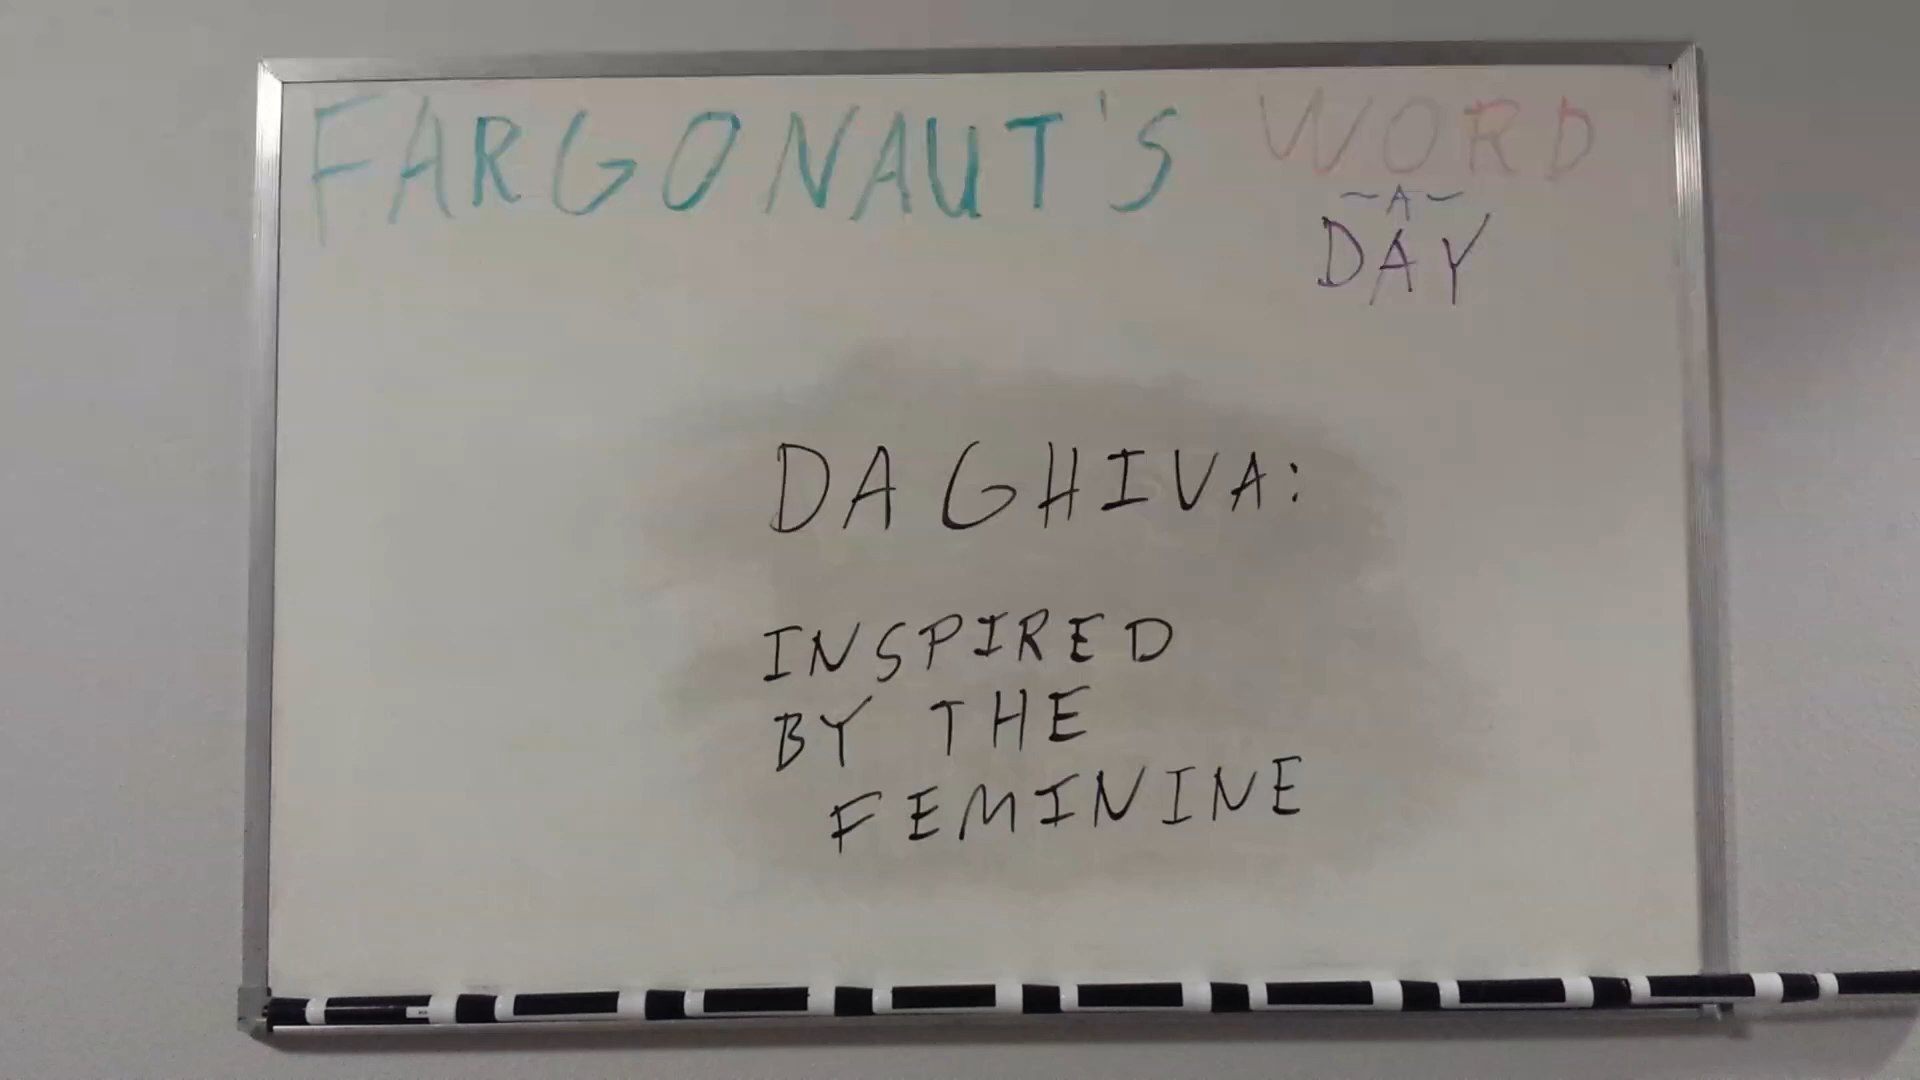 FARGONAUT'S WORD
~A~
DAY
DAGHIVA:
INSPIRED
BY THE
FEMININE